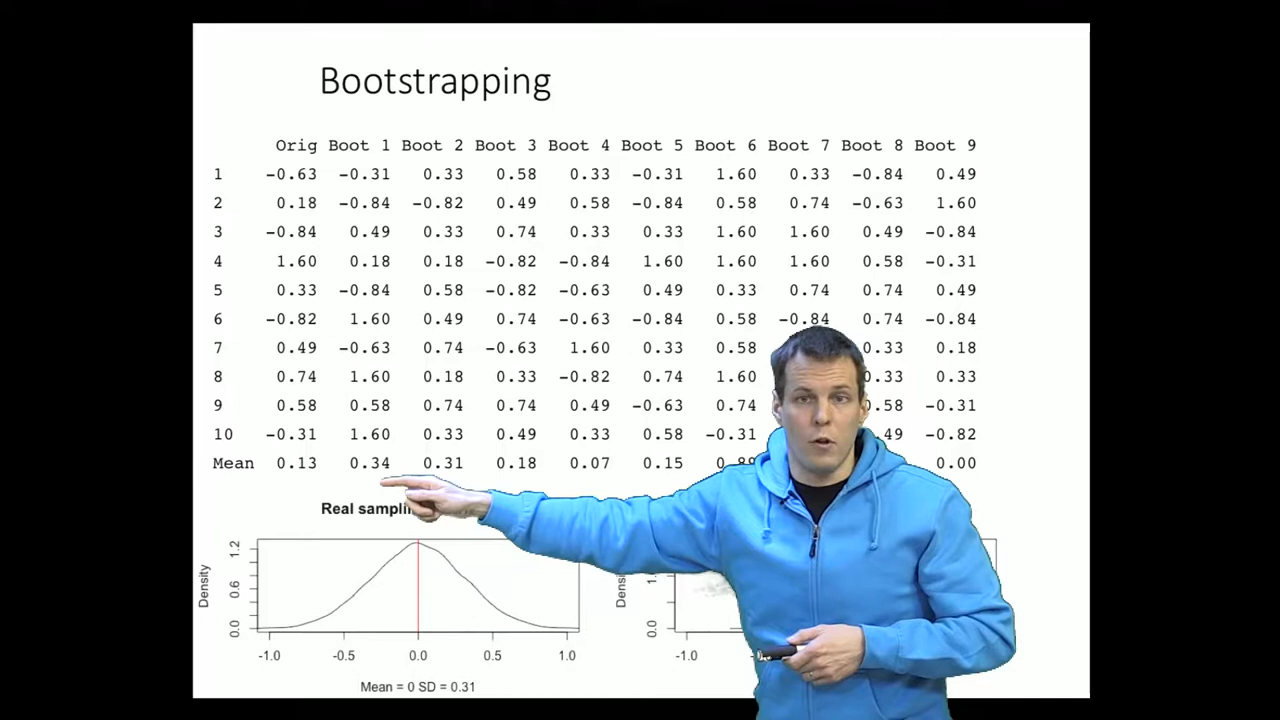 Bootstrapping
Orig Boot 1 Boot 2 Boot 3 Boot 4 Boot 5 Boot 6 Boot 7 Boot 8 Boot 9
1 -0.63 -0.31 0.33 0.58 0.33 -0.31 1.60 0.33 -0.84 0.49
2 0.18 -0.84 -0.82 0.49 0.58 -0.84 0.58 0.74 -0.63 1.60
3 -0.84 0.49 0.33 0.74 0.33 0.33 1.60 1.60 0.49 -0.84
4 1.60 0.18 0.18 -0.82 -0.84 1.60 1.60 1.60 0.58 -0.31
5 0.33 -0.84 0.58 -0.82 -0.63 0.49 0.33 0.74 0.74 0.49
6 -0.82 1.60 0.49 0.74 -0.63 -0.84 0.58 -0.84 0.74 -0.84
7 0.49 -0.63 0.74 -0.63 1.60 0.33 0.58 0.33 0.18
8 0.74 1.60 0.18 0.33 -0.82 0.74 1.60 0.33 0.33
9 0.58 0.58 0.74 0.74 0.49 -0.63 0.74 0.58 -0.31
10 -0.31 1.60 0.33 0.49 0.33 0.58 -0.31 .49 -0.82
Mean 0.13 0.34 0.31 0.18 0.07 0.15 0.00
Real
Density
1.2
0.6
0.0
-1.0 -0.5 0.0 0.5 1.0
Mean = 0 SD = 0.31
0.0
-1.0